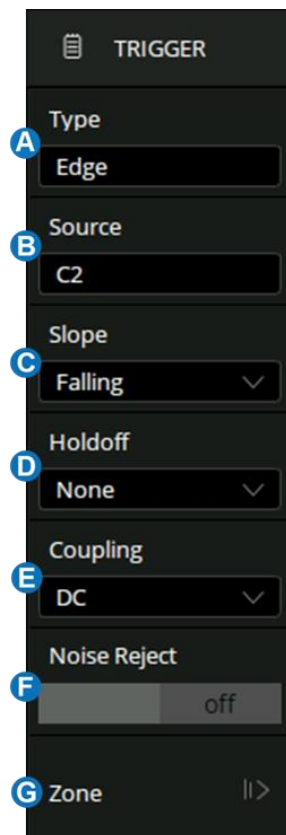 TRIGGER
Type
A
Edge
Source
B
C2
Slope
C
Falling
Holdoff
D
None
Coupling
E
DC
Noise Reject
F
off
G Zone